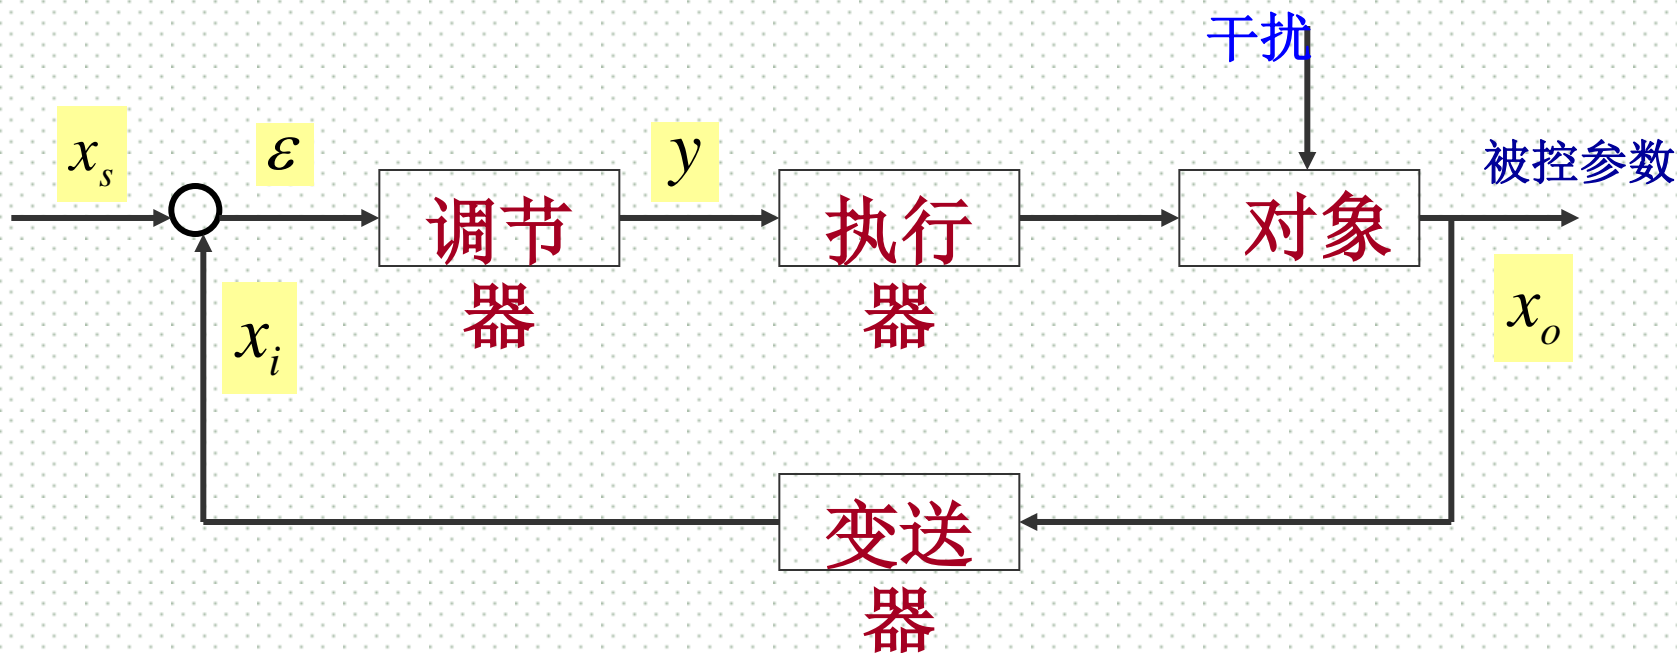 干扰
x_s
ε
y
被控参数
调节
器
执行
器
对象
x_i
x_o
变送
器